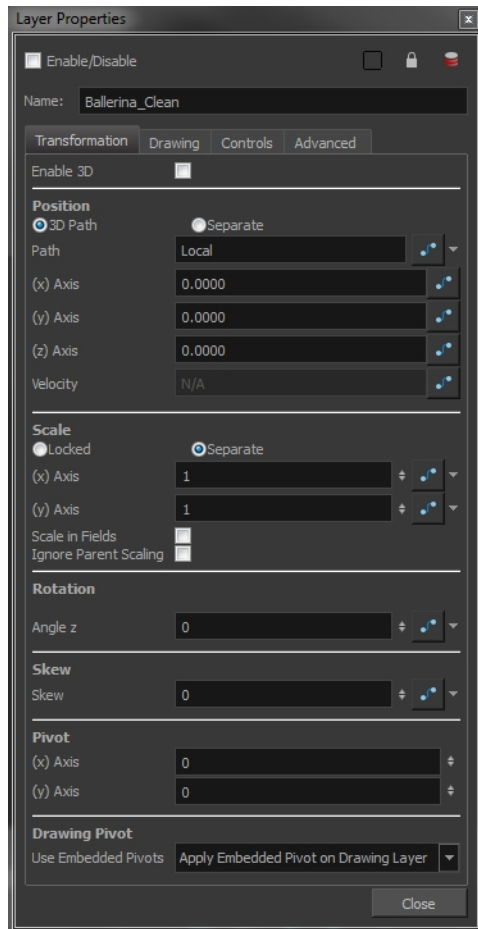 Layer Properties
Enable/Disable
Name: Ballerina_Clean
Transformation Drawing Controls Advanced
Enable 3D
Position
3D Path Separate
Path Local
(x) Axis 0.0000
(y) Axis 0.0000
(z) Axis 0.0000
Velocity N/A
Scale
Locked Separate
(x) Axis 1
(y) Axis 1
Scale in Fields
Ignore Parent Scaling
Rotation
Angle z 0
Skew
Skew 0
Pivot
(x) Axis 0
(y) Axis 0
Drawing Pivot
Use Embedded Pivots Apply Embedded Pivot on Drawing Layer
Close